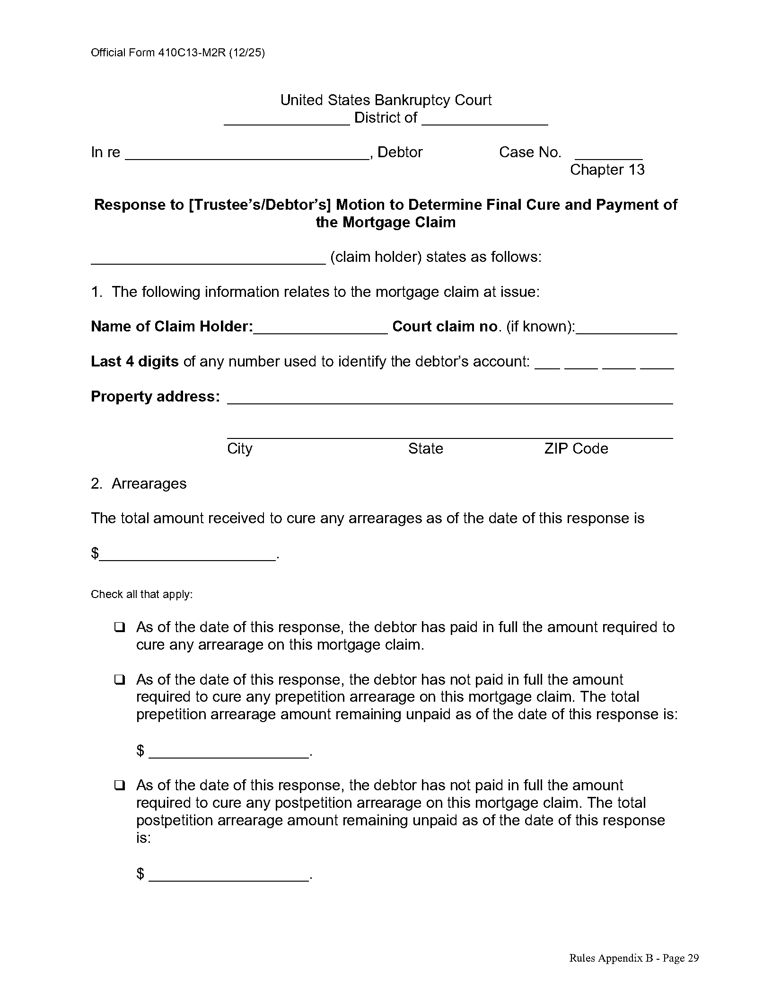 Official Form 410C13-M2R (12/25)
United States Bankruptcy Court
_______________ District of _______________
In re _____________________________, Debtor Case No. ________
Chapter 13
Response to [Trustee’s/Debtor’s] Motion to Determine Final Cure and Payment of
the Mortgage Claim
____________________________ (claim holder) states as follows:
1. The following information relates to the mortgage claim at issue:
Name of Claim Holder:________________ Court claim no. (if known):____________
Last 4 digits of any number used to identify the debtor’s account: ___ ____ ____ ____
Property address: _____________________________________________________
_____________________________________________________
City State ZIP Code
2. Arrearages
The total amount received to cure any arrearages as of the date of this response is
$_____________________.
Check all that apply:
❑ As of the date of this response, the debtor has paid in full the amount required to
cure any arrearage on this mortgage claim.
❑ As of the date of this response, the debtor has not paid in full the amount
required to cure any prepetition arrearage on this mortgage claim. The total
prepetition arrearage amount remaining unpaid as of the date of this response is:
$ ___________________.
❑ As of the date of this response, the debtor has not paid in full the amount
required to cure any postpetition arrearage on this mortgage claim. The total
postpetition arrearage amount remaining unpaid as of the date of this response
is:
$ ___________________.
Rules Appendix B - Page 29